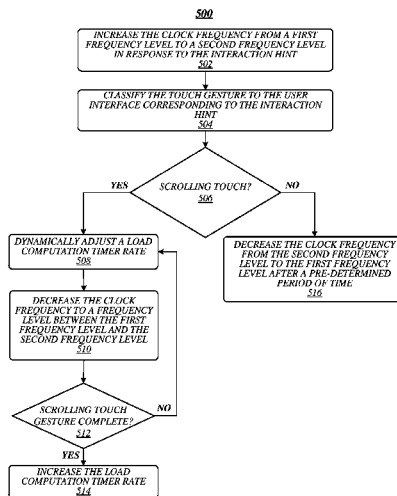 500
INCREASE THE CLOCK FREQUENCY FROM A FIRST
FREQUENCY LEVEL TO A SECOND FREQUENCY LEVEL
IN RESPONSE TO THE INTERACTION HINT
502
CLASSIFY THE TOUCH GESTURE TO THE USER
INTERFACE CORRESPONDING TO THE INTERACTION
HINT
504
SCROLLING TOUCH?
506
YES
NO
DYNAMICALLY ADJUST A LOAD
COMPUTATION TIMER RATE
508
DECREASE THE CLOCK FREQUENCY
FROM THE SECOND FREQUENCY
LEVEL TO THE FIRST FREQUENCY
LEVEL AFTER A PRE-DETERMINED
PERIOD OF TIME
516
DECREASE THE CLOCK
FREQUENCY TO A FREQUENCY
LEVEL BETWEEN THE FIRST
FREQUENCY LEVEL AND THE
SECOND FREQUENCY LEVEL
510
SCROLLING TOUCH
GESTURE COMPLETE?
512
NO
YES
INCREASE THE LOAD
COMPUTATION TIMER RATE
514